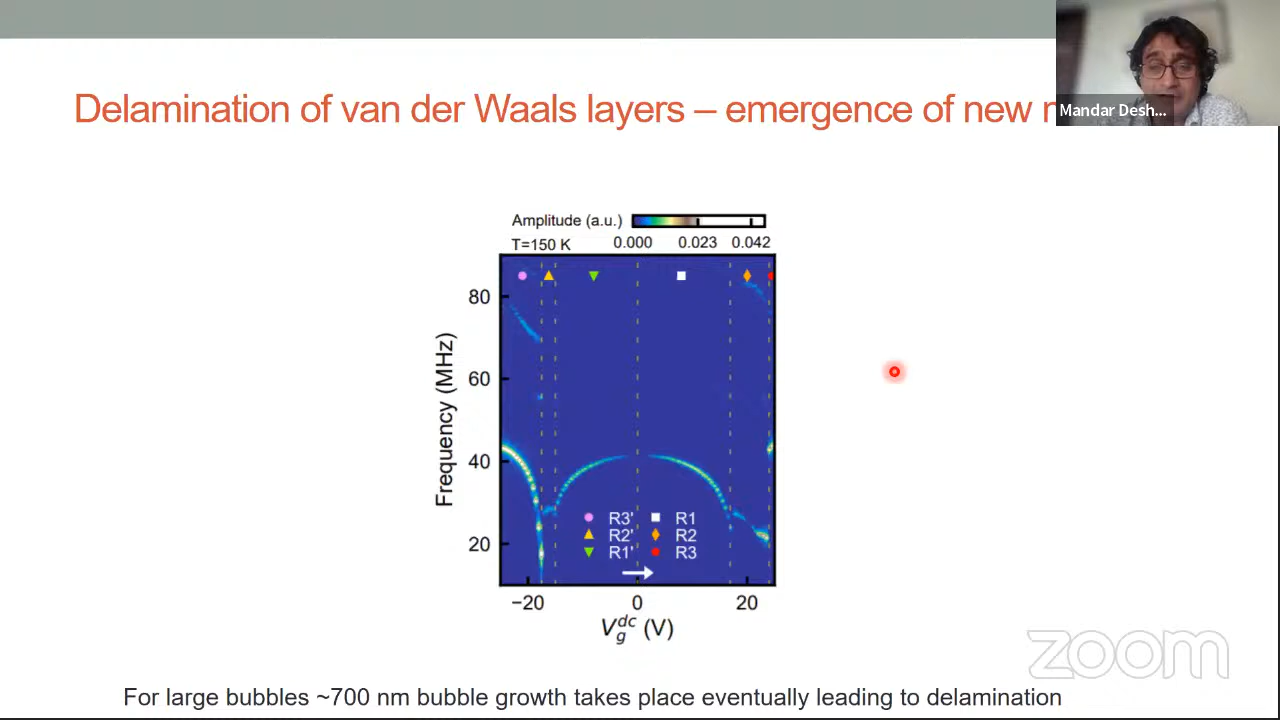 Delamination of van der Waals layers – emergence of new
Mandar Desh...
Amplitude (a.u.)
T=150 K
0.000 0.023 0.042
Frequency (MHz)
80
60
40
20
R3' R1
R2' R2
R1' R3
−20 0 20
V_g^dc (V)
zoom
For large bubbles ~700 nm bubble growth takes place eventually leading to delamination